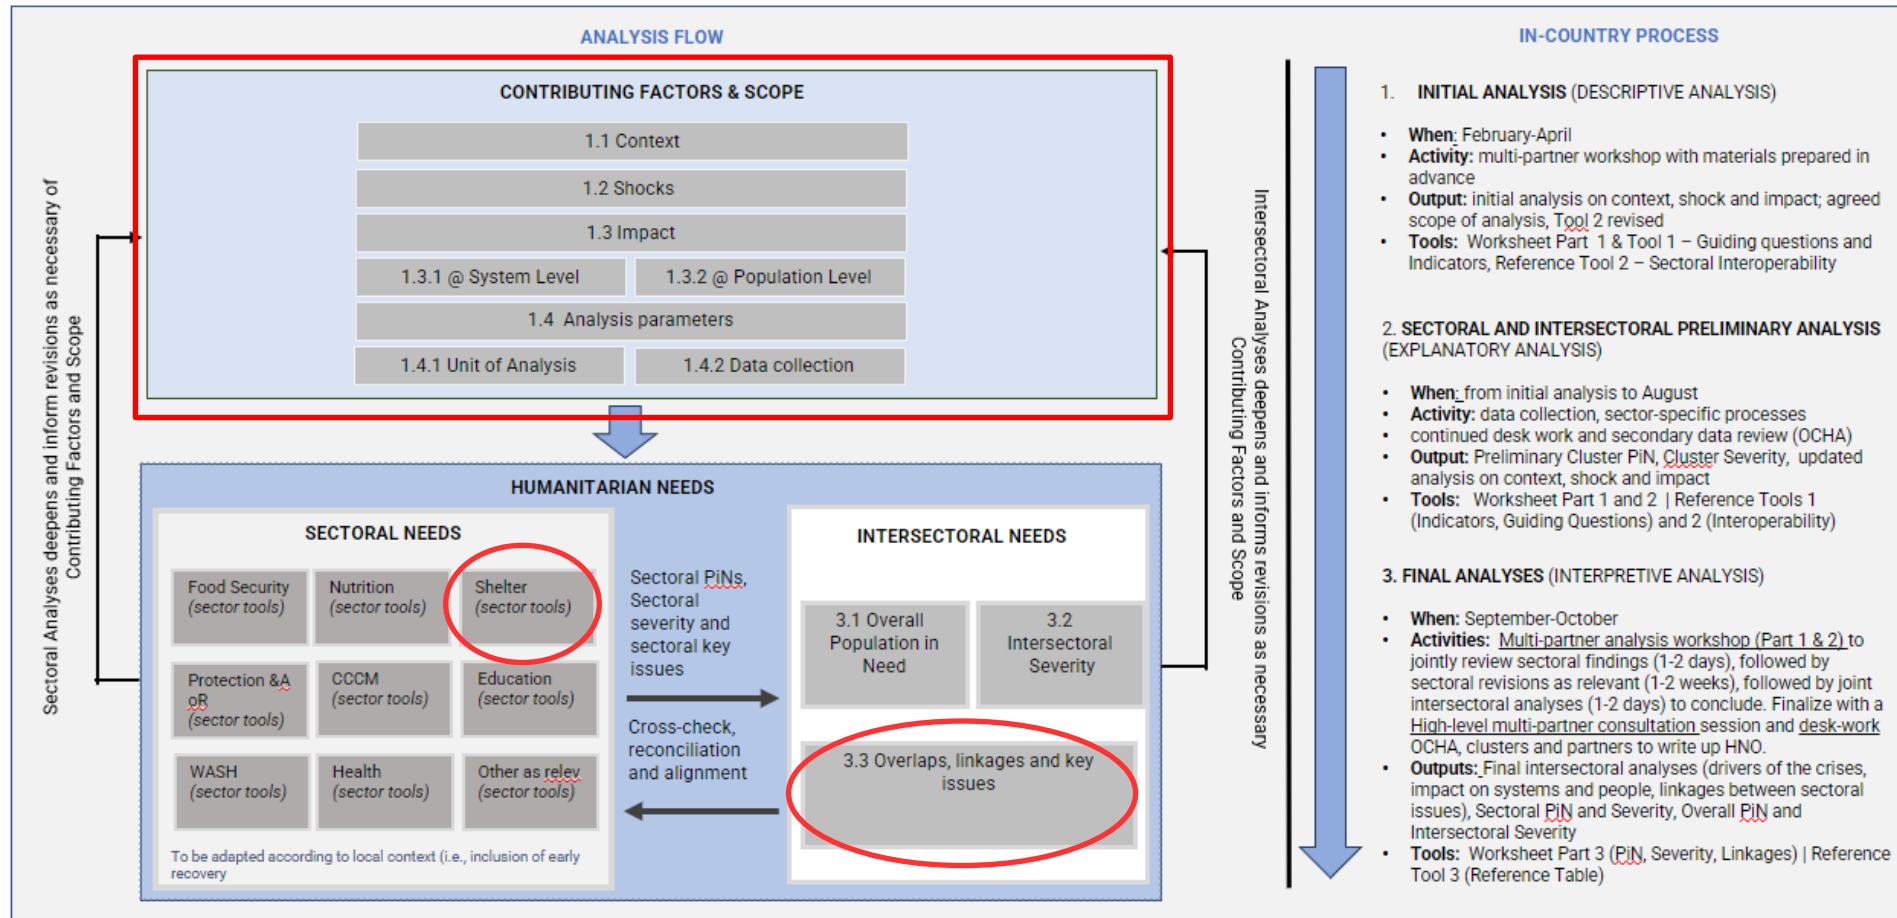 ANALYSIS FLOW
CONTRIBUTING FACTORS & SCOPE
1.1 Context
1.2 Shocks
1.3 Impact
1.3.1 @ System Level
1.3.2 @ Population Level
1.4 Analysis parameters
1.4.1 Unit of Analysis
1.4.2 Data collection
Sectoral Analyses deepen and inform revisions as necessary of
Contributing Factors and Scope
HUMANITARIAN NEEDS
SECTORAL NEEDS
Food Security
(sector tools)
Nutrition
(sector tools)
Shelter
(sector tools)
Protection &A
oR
(sector tools)
CCCM
(sector tools)
Education
(sector tools)
WASH
(sector tools)
Health
(sector tools)
Other as relev
(sector tools)
To be adapted according to local context (i.e., inclusion of early
recovery
Sectoral PiNs,
Sectoral
severity and
sectoral key
issues
Cross-check,
reconciliation
and alignment
INTERSECTORAL NEEDS
3.1 Overall
Population in
Need
3.2
Intersectoral
Severity
3.3 Overlaps, linkages and key
issues
Intersectoral Analyses deepens and informs revisions as necessary
Contributing Factors and Scope
IN-COUNTRY PROCESS
1. INITIAL ANALYSIS (DESCRIPTIVE ANALYSIS)
• When: February-April
• Activity: multi-partner workshop with materials prepared in
advance
• Output: initial analysis on context, shock and impact; agreed
scope of analysis, Tool 2 revised
• Tools: Worksheet Part 1 & Tool 1 – Guiding questions and
Indicators, Reference Tool 2 – Sectoral Interoperability
2. SECTORAL AND INTERSECTORAL PRELIMINARY ANALYSIS
(EXPLANATORY ANALYSIS)
• When: from initial analysis to August
• Activity: data collection, sector-specific processes
• continued desk work and secondary data review (OCHA)
• Output: Preliminary Cluster PiN, Cluster Severity, updated
analysis on context, shock and impact
• Tools: Worksheet Part 1 and 2 | Reference Tools 1
(Indicators, Guiding Questions) and 2 (Interoperability)
3. FINAL ANALYSES (INTERPRETIVE ANALYSIS)
• When: September-October
• Activities: Multi-partner analysis workshop (Part 1 & 2) to
jointly review sectoral findings (1-2 days), followed by
sectoral revisions as relevant (1-2 weeks), followed by joint
intersectoral analyses (1-2 days) to conclude. Finalize with a
High-level multi-partner consultation session and desk-work
OCHA, clusters and partners to write up HNO.
• Outputs: Final intersectoral analyses (drivers of the crises,
impact on systems and people, linkages between sectoral
issues), Sectoral PiN and Severity, Overall PiN and
Intersectoral Severity
• Tools: Worksheet Part 3 (PiN, Severity, Linkages) | Reference
Tool 3 (Reference Table)